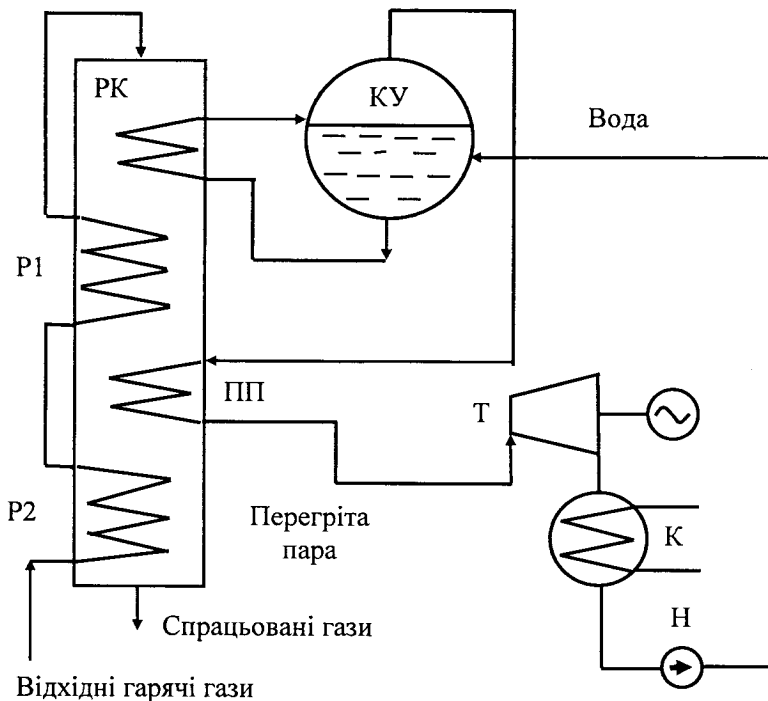 РК
КУ
Вода
Р1
ПП
Т
Р2
Перегріта
пара
К
Н
Спрацьовані гази
Відхідні гарячі гази